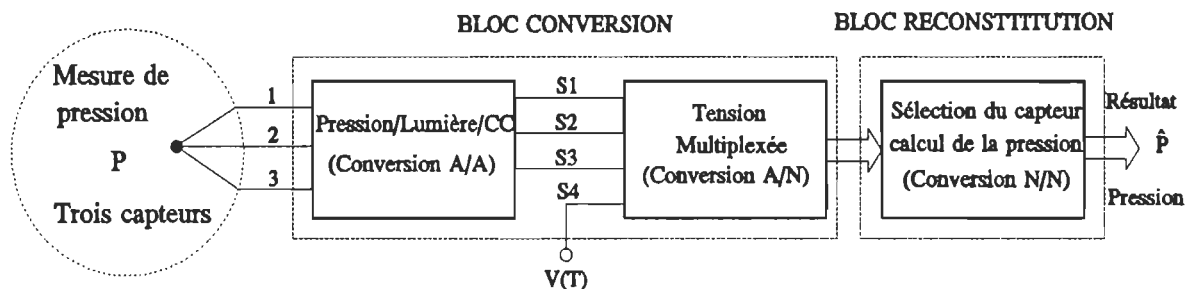 BLOC CONVERSION
BLOC RECONSTITUTION
Mesure de
pression
P
Trois capteurs
1
2
3
Pression/Lumière/CC
(Conversion A/A)
S1
S2
S3
S4
V(T)
Tension
Multiplexée
(Conversion A/N)
Sélection du capteur
calcul de la pression
(Conversion N/N)
Résultat
P̂
Pression